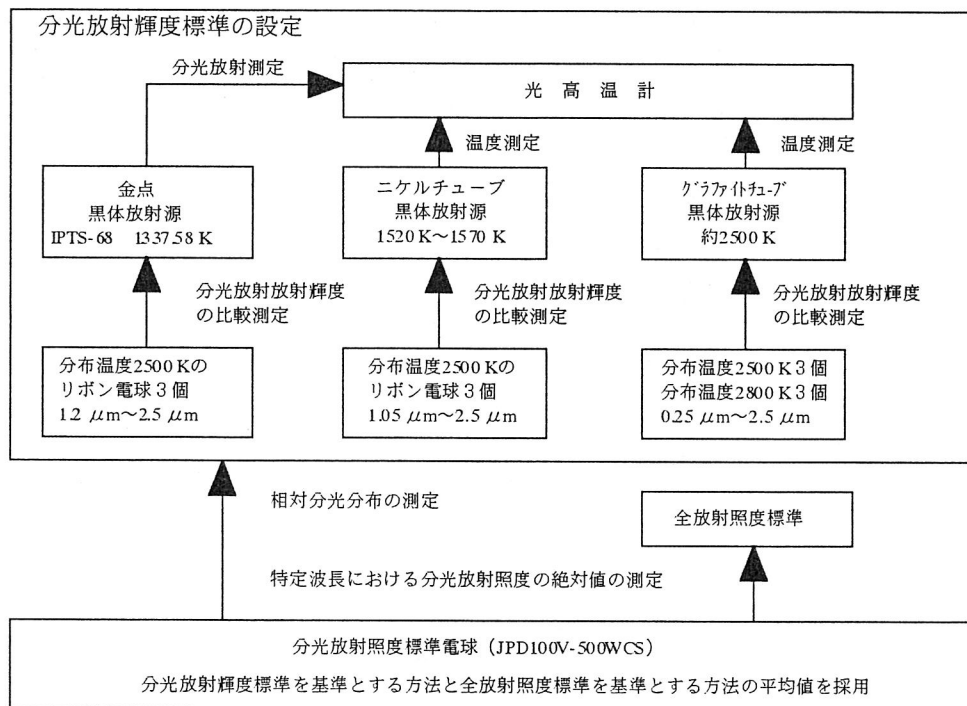 分光放射輝度標準の設定
分光放射測定
光 高 温 計
温度測定
温度測定
金点
黒体放射源
IPTS-68 1337.58 K
ニケルチューブ
黒体放射源
1520 K～1570 K
グラファイトチューブ
黒体放射源
約2500 K
分光放射放射輝度
の比較測定
分光放射放射輝度
の比較測定
分光放射放射輝度
の比較測定
分布温度2500 Kの
リボン電球３個
1.2 μm～2.5 μm
分布温度2500 Kの
リボン電球３個
1.05 μm～2.5 μm
分布温度2500 K３個
分布温度2800 K３個
0.25 μm～2.5 μm
相対分光分布の測定
全放射照度標準
特定波長における分光放射照度の絶対値の測定
分光放射照度標準電球（JPD100V-500WCS）
分光放射輝度標準を基準とする方法と全放射照度標準を基準とする方法の平均値を採用